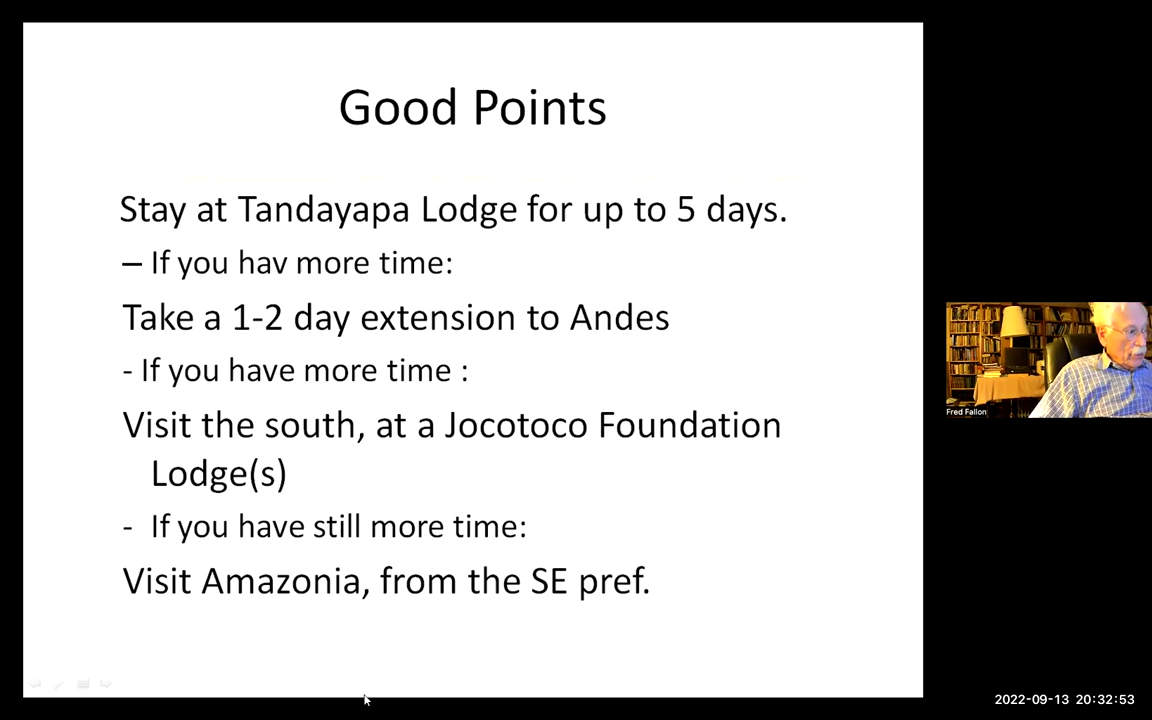 Good Points
Stay at Tandayapa Lodge for up to 5 days.
– If you hav more time:
Take a 1-2 day extension to Andes
- If you have more time :
Visit the south, at a Jocotoco Foundation
Lodge(s)
- If you have still more time:
Visit Amazonia, from the SE pref.
Fred Fallon
2022-09-13 20:32:53